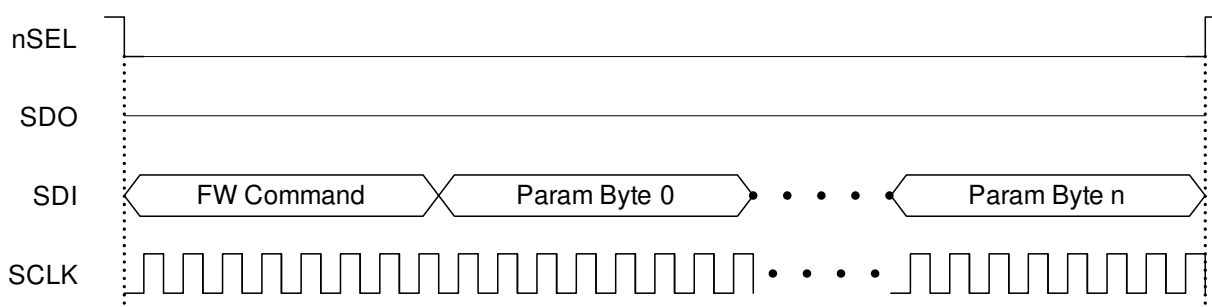 nSEL
SDO
SDI FW Command Param Byte 0 Param Byte n
SCLK